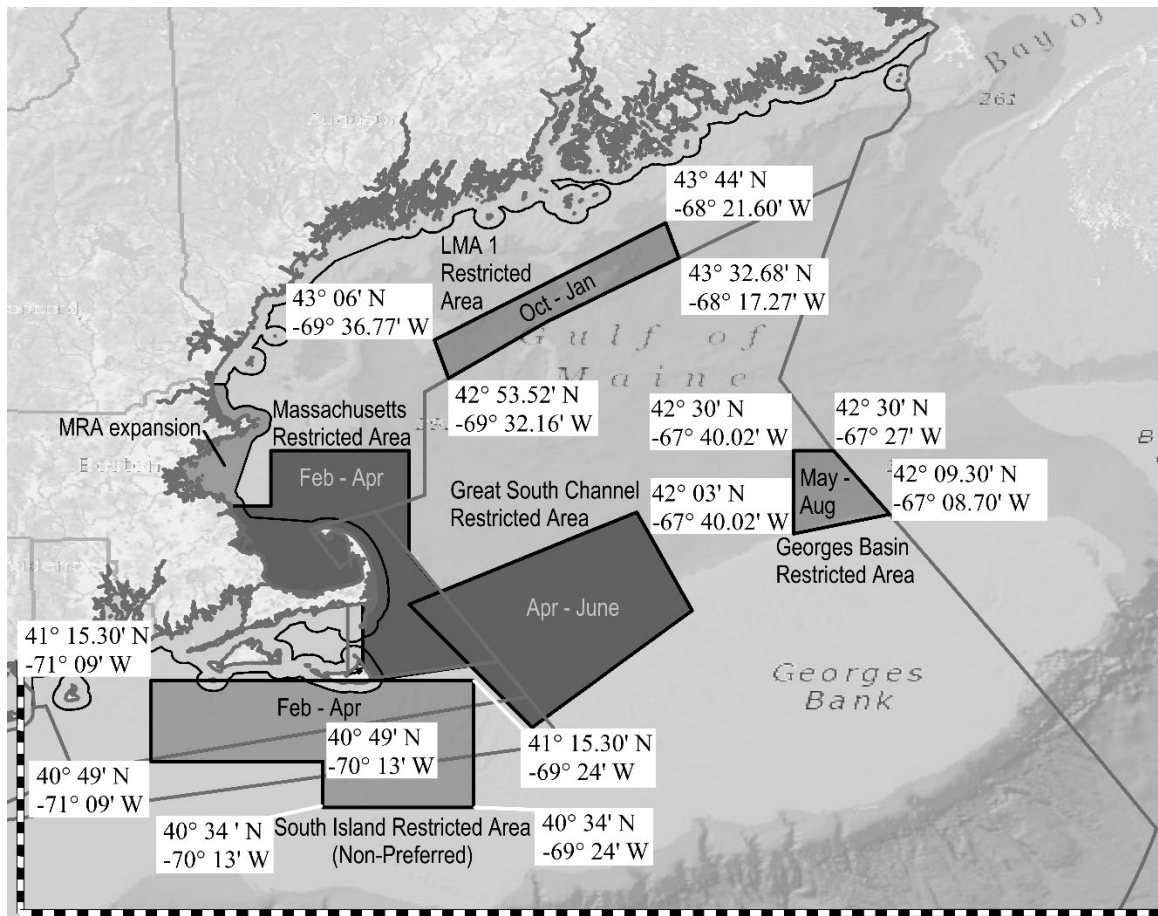 Bay of
261
Augusta
43° 44' N
-68° 21.60' W
LMA 1
Restricted
Area
43° 32.68' N
-68° 17.27' W
43° 06' N
-69° 36.77' W
Oct - Jan
Gulf of
Maine
42° 53.52' N
-69° 32.16' W
Massachusetts
Restricted Area
MRA expansion
Boston
Feb - Apr
42° 30' N
-67° 40.02' W
42° 30' N
-67° 27' W
Great South Channel
Restricted Area
42° 03' N
-67° 40.02' W
May -
Aug
42° 09.30' N
-67° 08.70' W
Georges Basin
Restricted Area
Apr - June
41° 15.30' N
-71° 09' W
Georges
Bank
Feb - Apr
40° 49' N
-70° 13' W
41° 15.30' N
-69° 24' W
40° 49' N
-71° 09' W
40° 34 ' N
-70° 13' W
South Island Restricted Area
(Non-Preferred)
40° 34' N
-69° 24' W